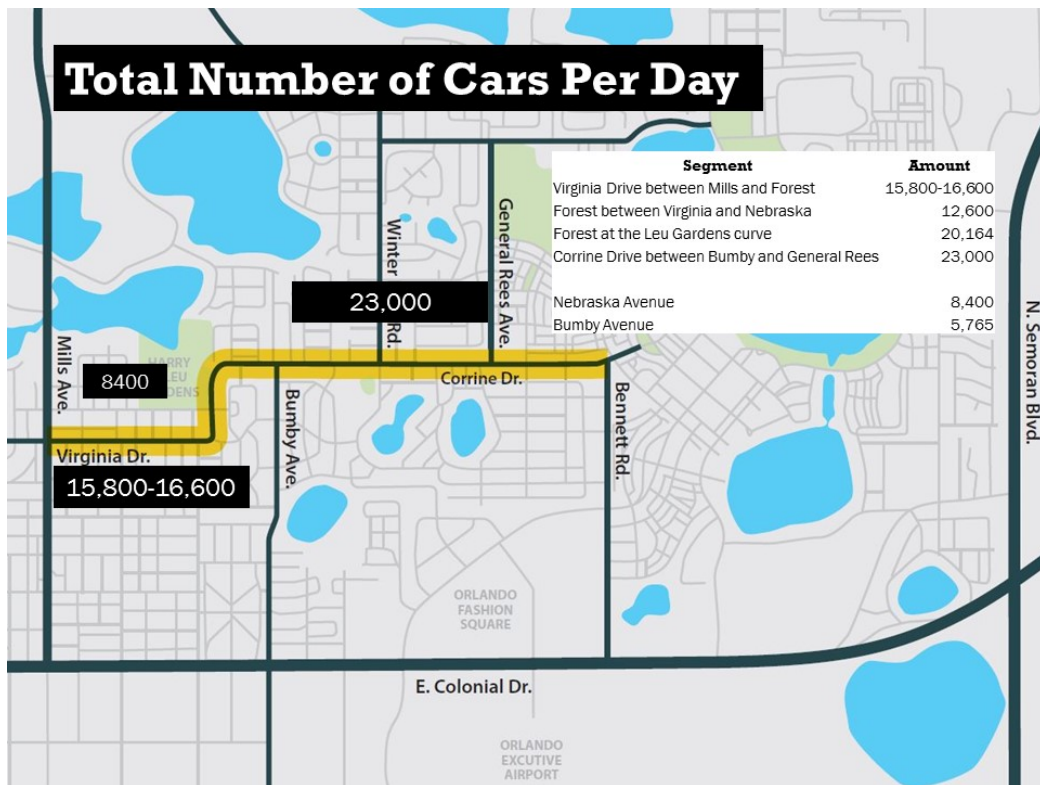 Total Number of Cars Per Day
Segment Amount
Virginia Drive between Mills and Forest 15,800-16,600
Forest between Virginia and Nebraska 12,600
Forest at the Leu Gardens curve 20,164
Corrine Drive between Bumby and General Rees 23,000
Nebraska Avenue 8,400
Bumby Avenue 5,765
General Rees Ave.
Winter
Rd.
23,000
N. Semoran Blvd.
Mills Ave.
HARRY
LEU
DENS
8400
Corrine Dr.
Bumby Ave.
Bennett Rd.
Virginia Dr.
15,800-16,600
ORLANDO
FASHION
SQUARE
E. Colonial Dr.
ORLANDO
EXCUTIVE
AIRPORT